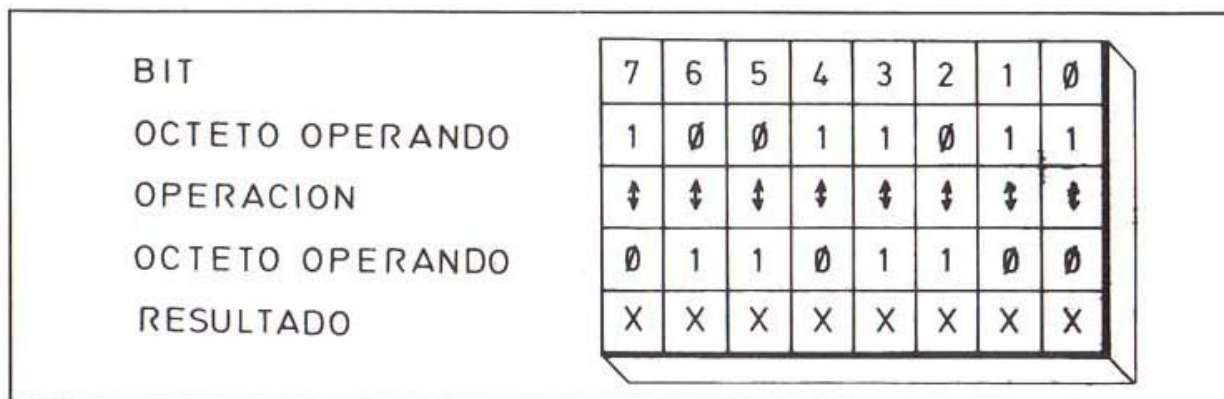 BIT 7 6 5 4 3 2 1 Ø
OCTETO OPERANDO 1 Ø Ø 1 1 Ø 1 1
OPERACION
OCTETO OPERANDO Ø 1 1 Ø 1 1 Ø Ø
RESULTADO X X X X X X X X